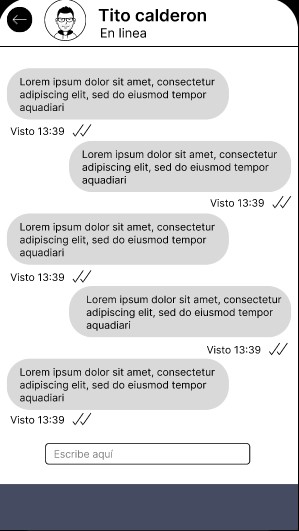 Tito calderon
En linea
Lorem ipsum dolor sit amet, consectetur
adipiscing elit, sed do eiusmod tempor
aquadiari
Visto 13:39
Lorem ipsum dolor sit amet, consectetur
adipiscing elit, sed do eiusmod tempor
aquadiari
Visto 13:39
Lorem ipsum dolor sit amet, consectetur
adipiscing elit, sed do eiusmod tempor
aquadiari
Visto 13:39
Lorem ipsum dolor sit amet, consectetur
adipiscing elit, sed do eiusmod tempor
aquadiari
Visto 13:39
Lorem ipsum dolor sit amet, consectetur
adipiscing elit, sed do eiusmod tempor
aquadiari
Visto 13:39
Escribe aquí